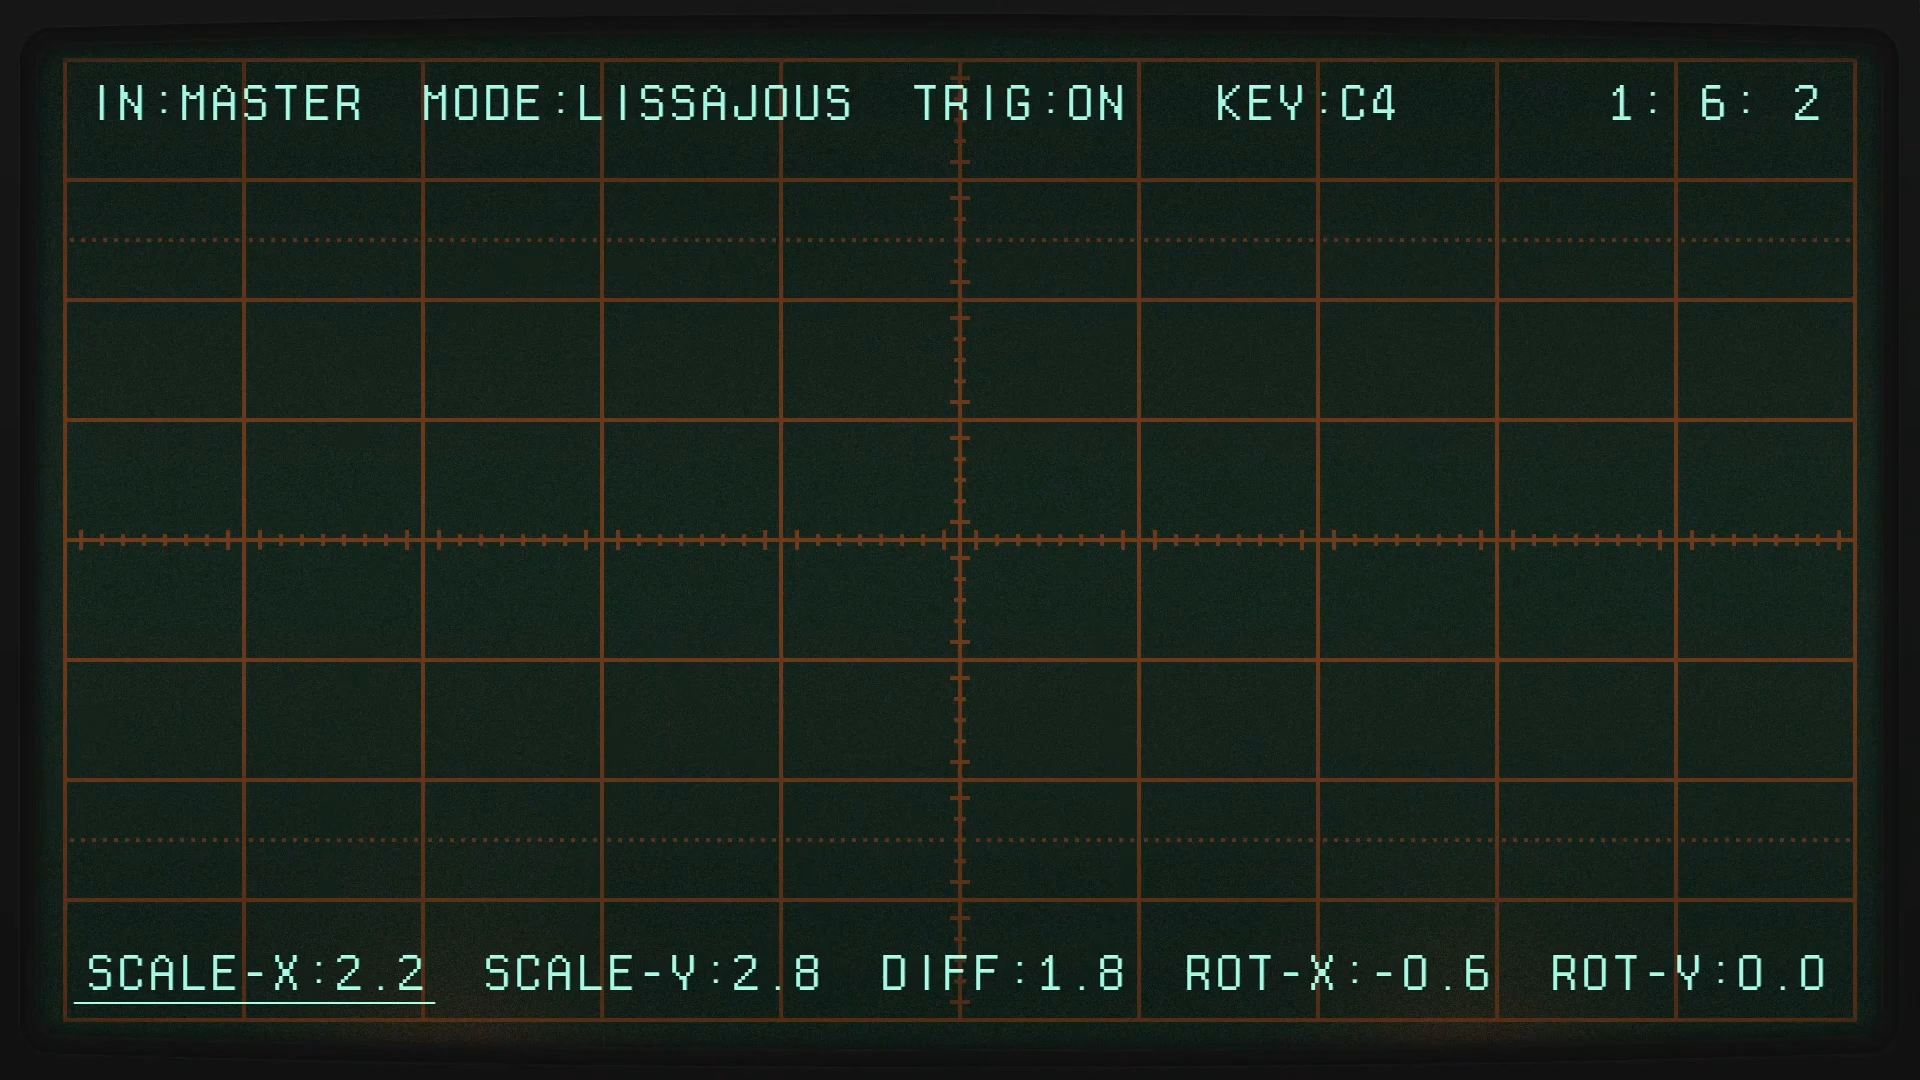 IN:MASTER MODE:LISSAJOUS TRIG:ON KEY:C4 1: 6: 2
SCALE-X:2.2 SCALE-Y:2.8 DIFF:1.8 ROT-X:-0.6 ROT-Y:0.0